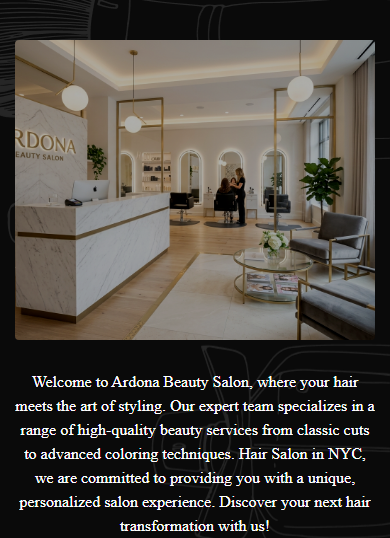 RDONA
EAUTY SALON
Welcome to Ardona Beauty Salon, where your hair
meets the art of styling. Our expert team specializes in a
range of high-quality beauty services from classic cuts
to advanced coloring techniques. Hair Salon in NYC,
we are committed to providing you with a unique,
personalized salon experience. Discover your next hair
transformation with us!